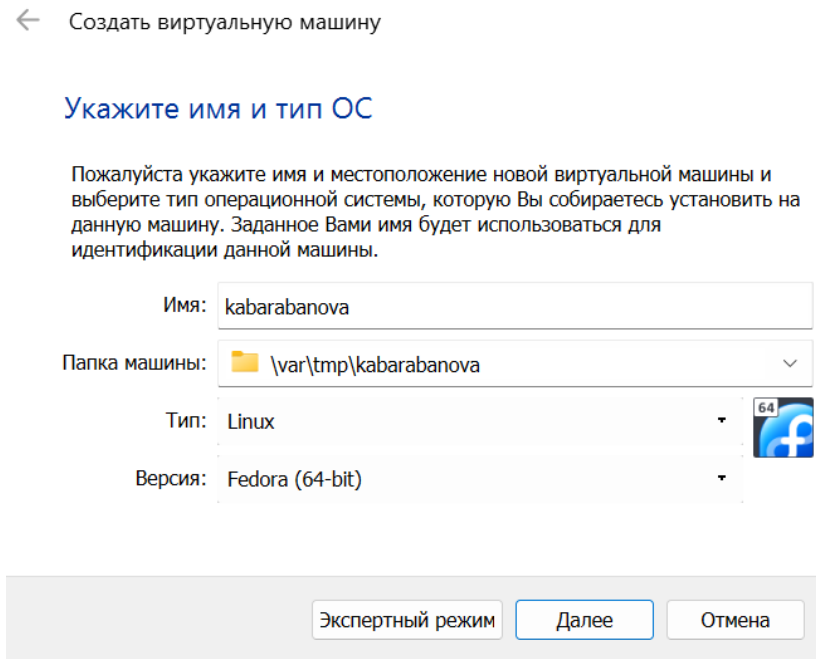 Создать виртуальную машину
Укажите имя и тип ОС
Пожалуйста укажите имя и местоположение новой виртуальной машины и
выберите тип операционной системы, которую Вы собираетесь установить на
данную машину. Заданное Вами имя будет использоваться для
идентификации данной машины.
Имя: kabarabanova
Папка машины: \var\tmp\kabarabanova
Тип: Linux
64
Версия: Fedora (64-bit)
Экспертный режим Далее Отмена